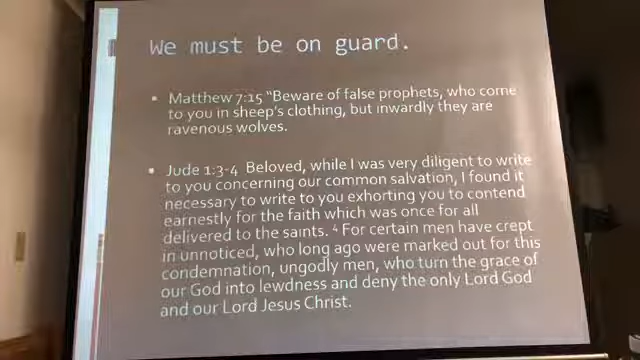 We must be on guard.
Matthew 7:15 "Beware of false prophets, who come
to you in sheep's clothing, but inwardly they are
ravenous wolves.
Jude 1:3-4 Beloved, while I was very diligent to write
to you concerning our common salvation, I found it
necessary to write to you exhorting you to contend
earnestly for the faith which was once for all
delivered to the saints. 4 For certain men have crept
in unnoticed, who long ago were marked out for this
condemnation, ungodly men, who turn the grace of
our God into lewdness and deny the only Lord God
and our Lord Jesus Christ.